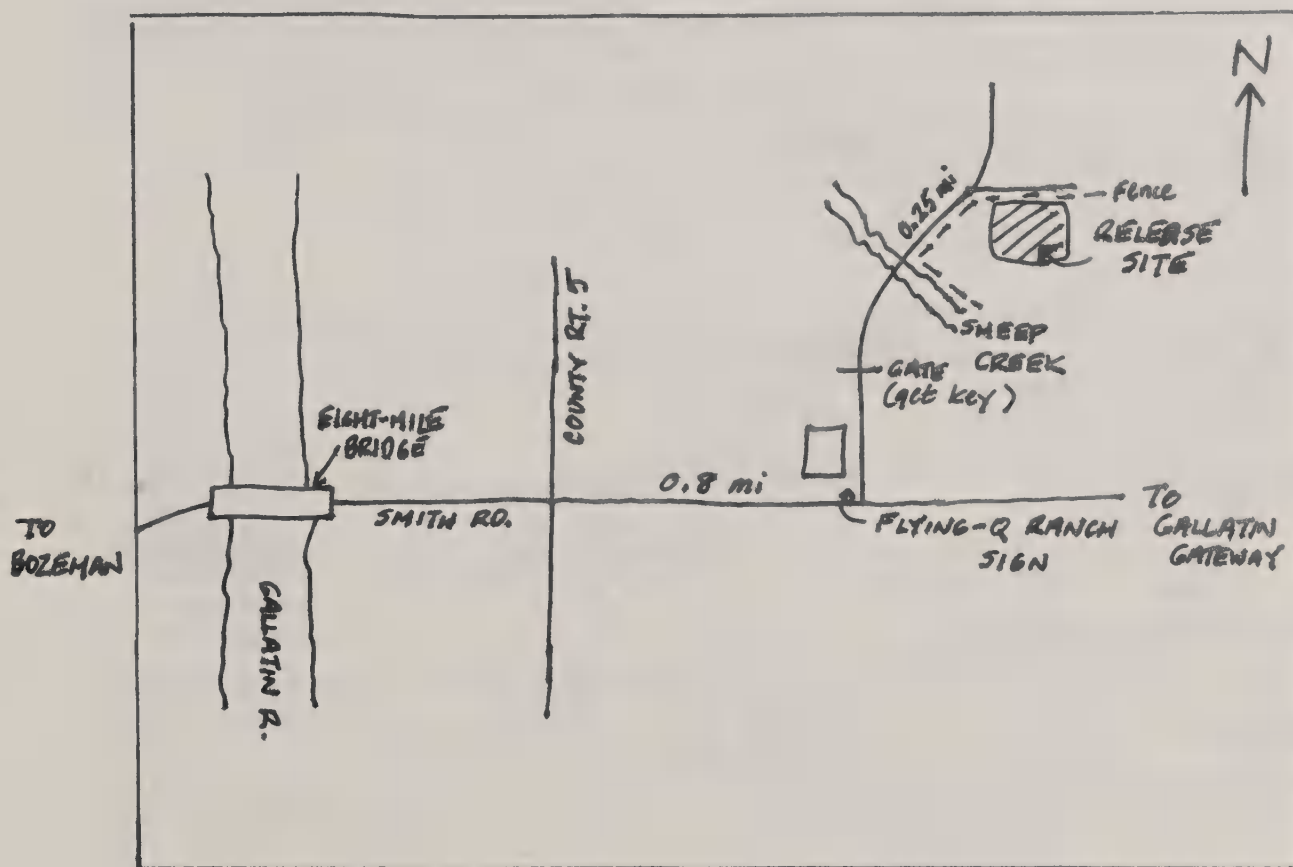 N
0.25 mi
FENCE
RELEASE
SITE
SHEEP
CREEK
GATE
(get key)
COUNTY RT. 5
EIGHT-MILE
BRIDGE
0.8 mi
SMITH RD.
TO
BOZEMAN
FLYING-Q RANCH
SIGN
TO
GALLATIN
GATEWAY
GALLATIN R.